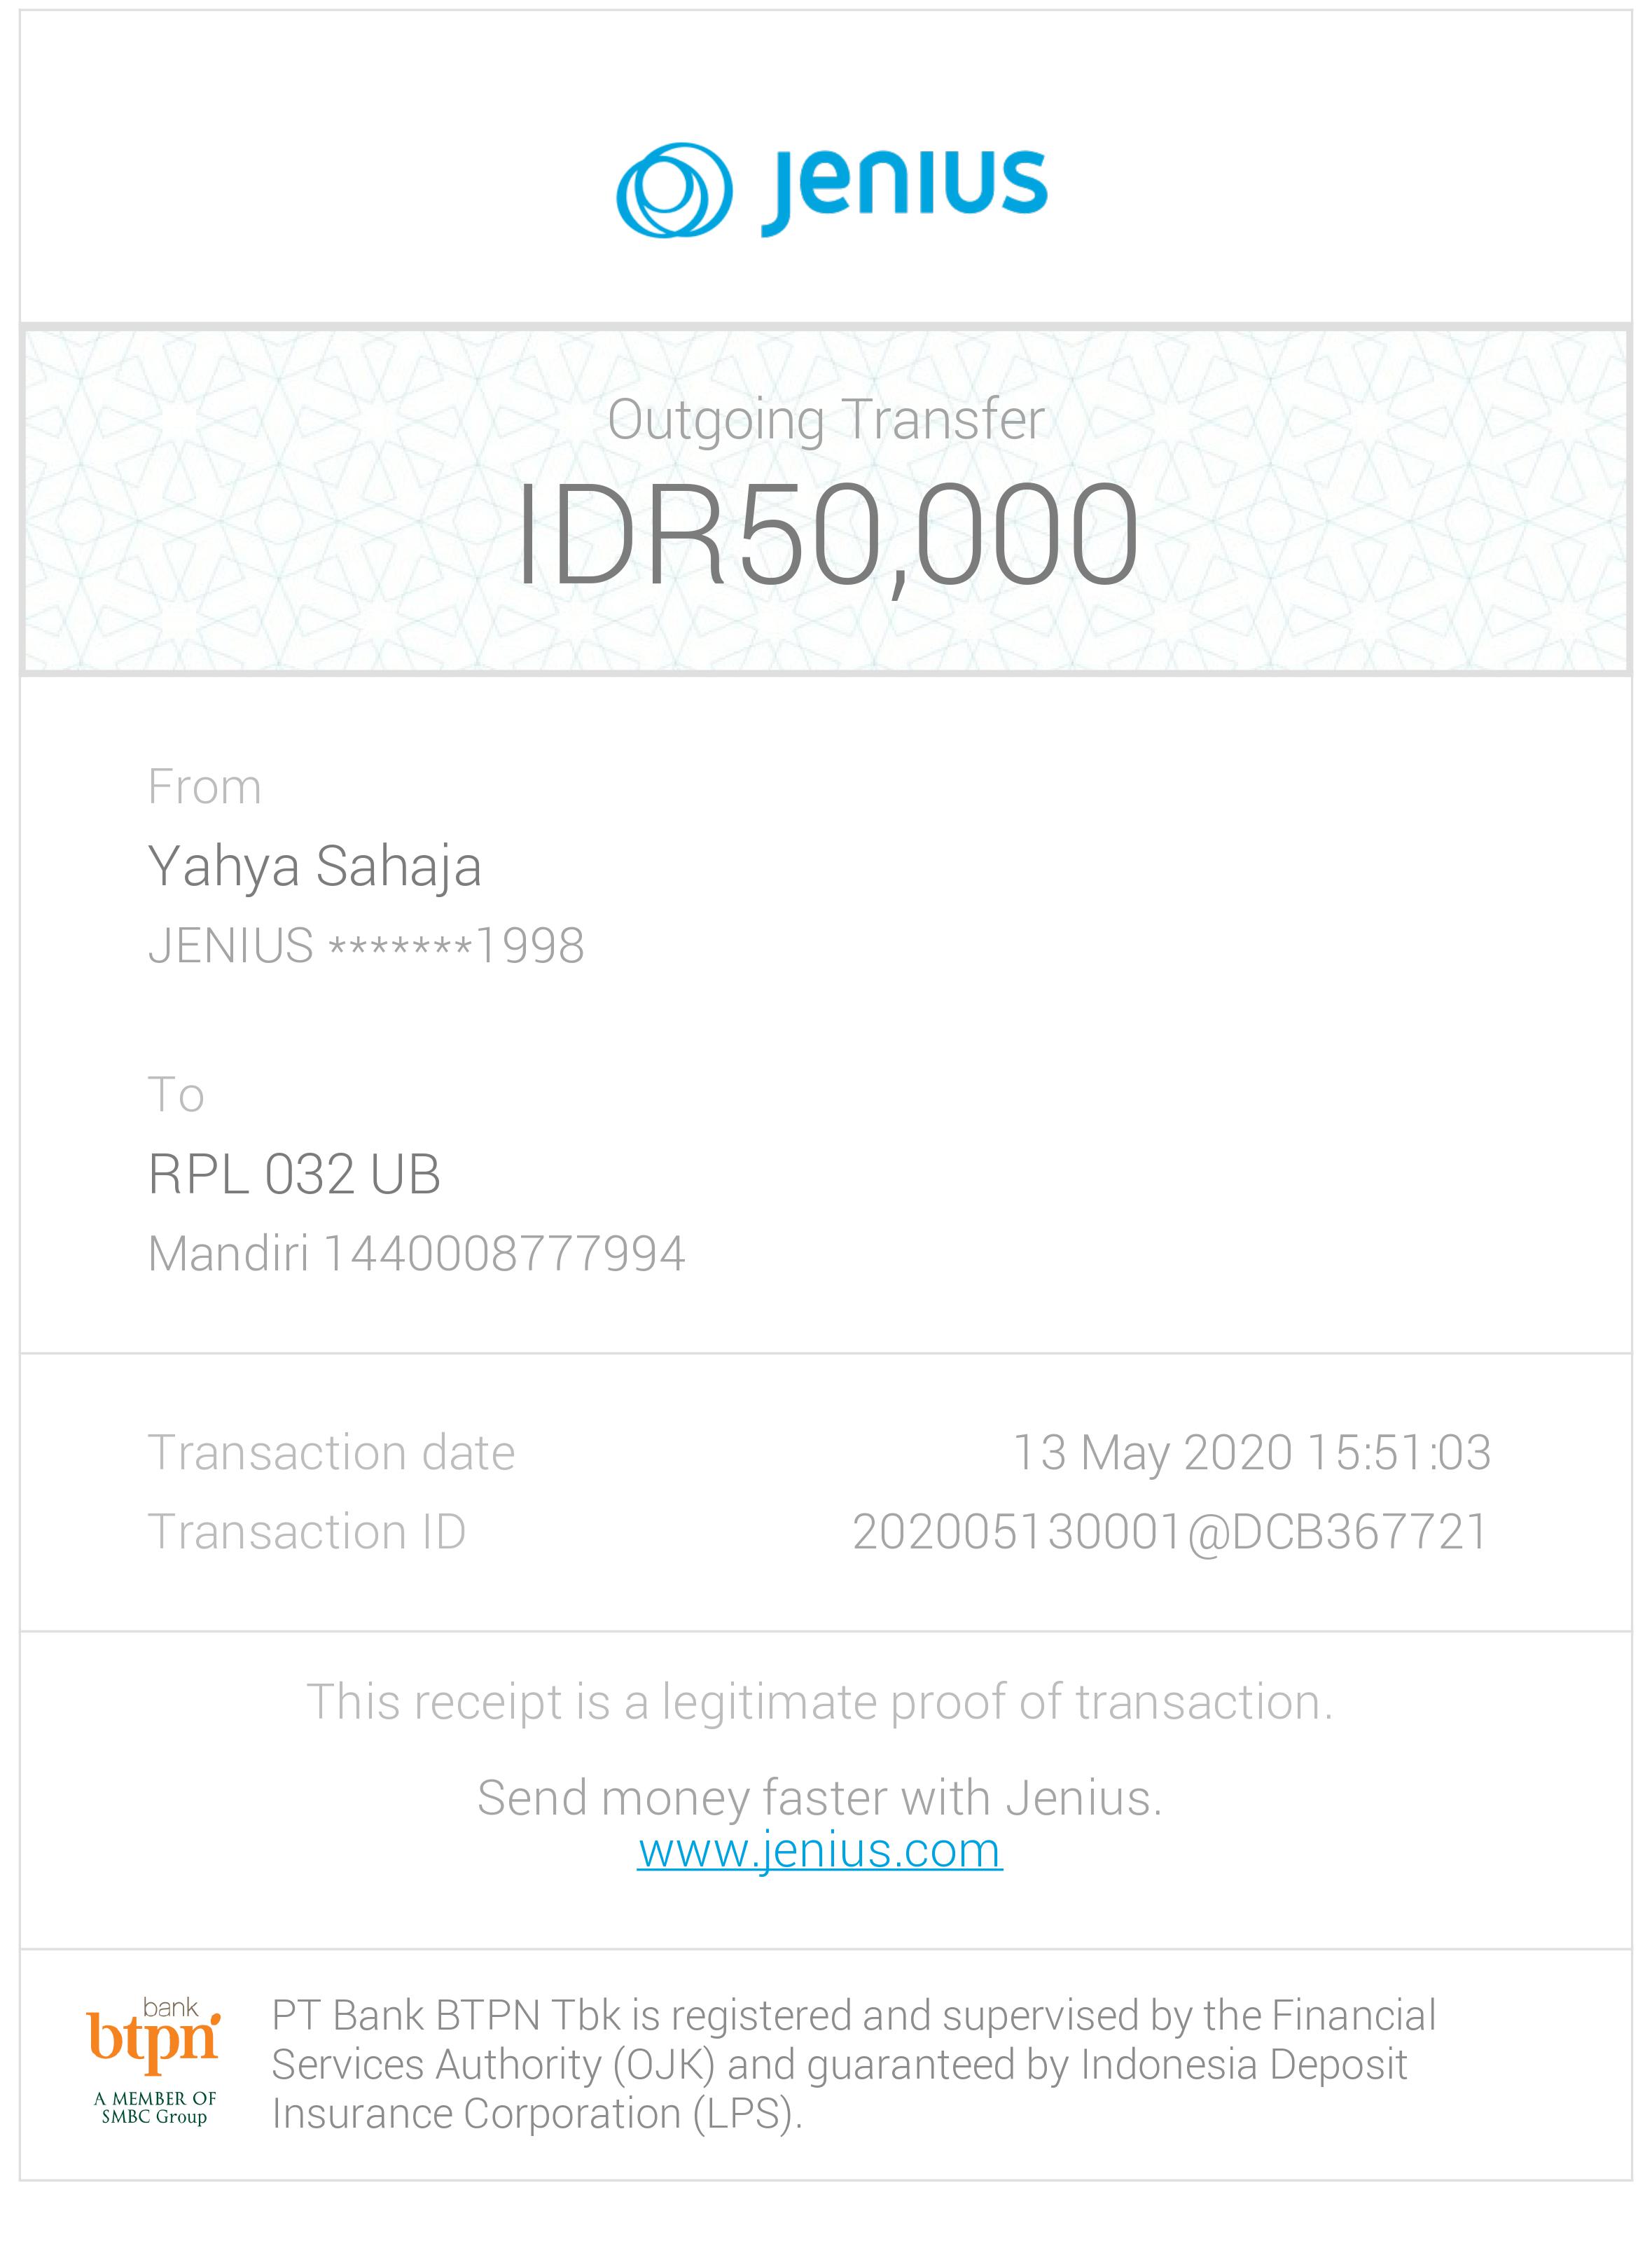 jenius
Outgoing Transfer
IDR50,000
From
Yahya Sahaja
JENIUS *******1998
To
RPL 032 UB
Mandiri 1440008777994
Transaction date 13 May 2020 15:51:03
Transaction ID 202005130001@DCB367721
This receipt is a legitimate proof of transaction.
Send money faster with Jenius.
www.jenius.com
bank
btpn
A MEMBER OF
SMBC Group
PT Bank BTPN Tbk is registered and supervised by the Financial
Services Authority (OJK) and guaranteed by Indonesia Deposit
Insurance Corporation (LPS).